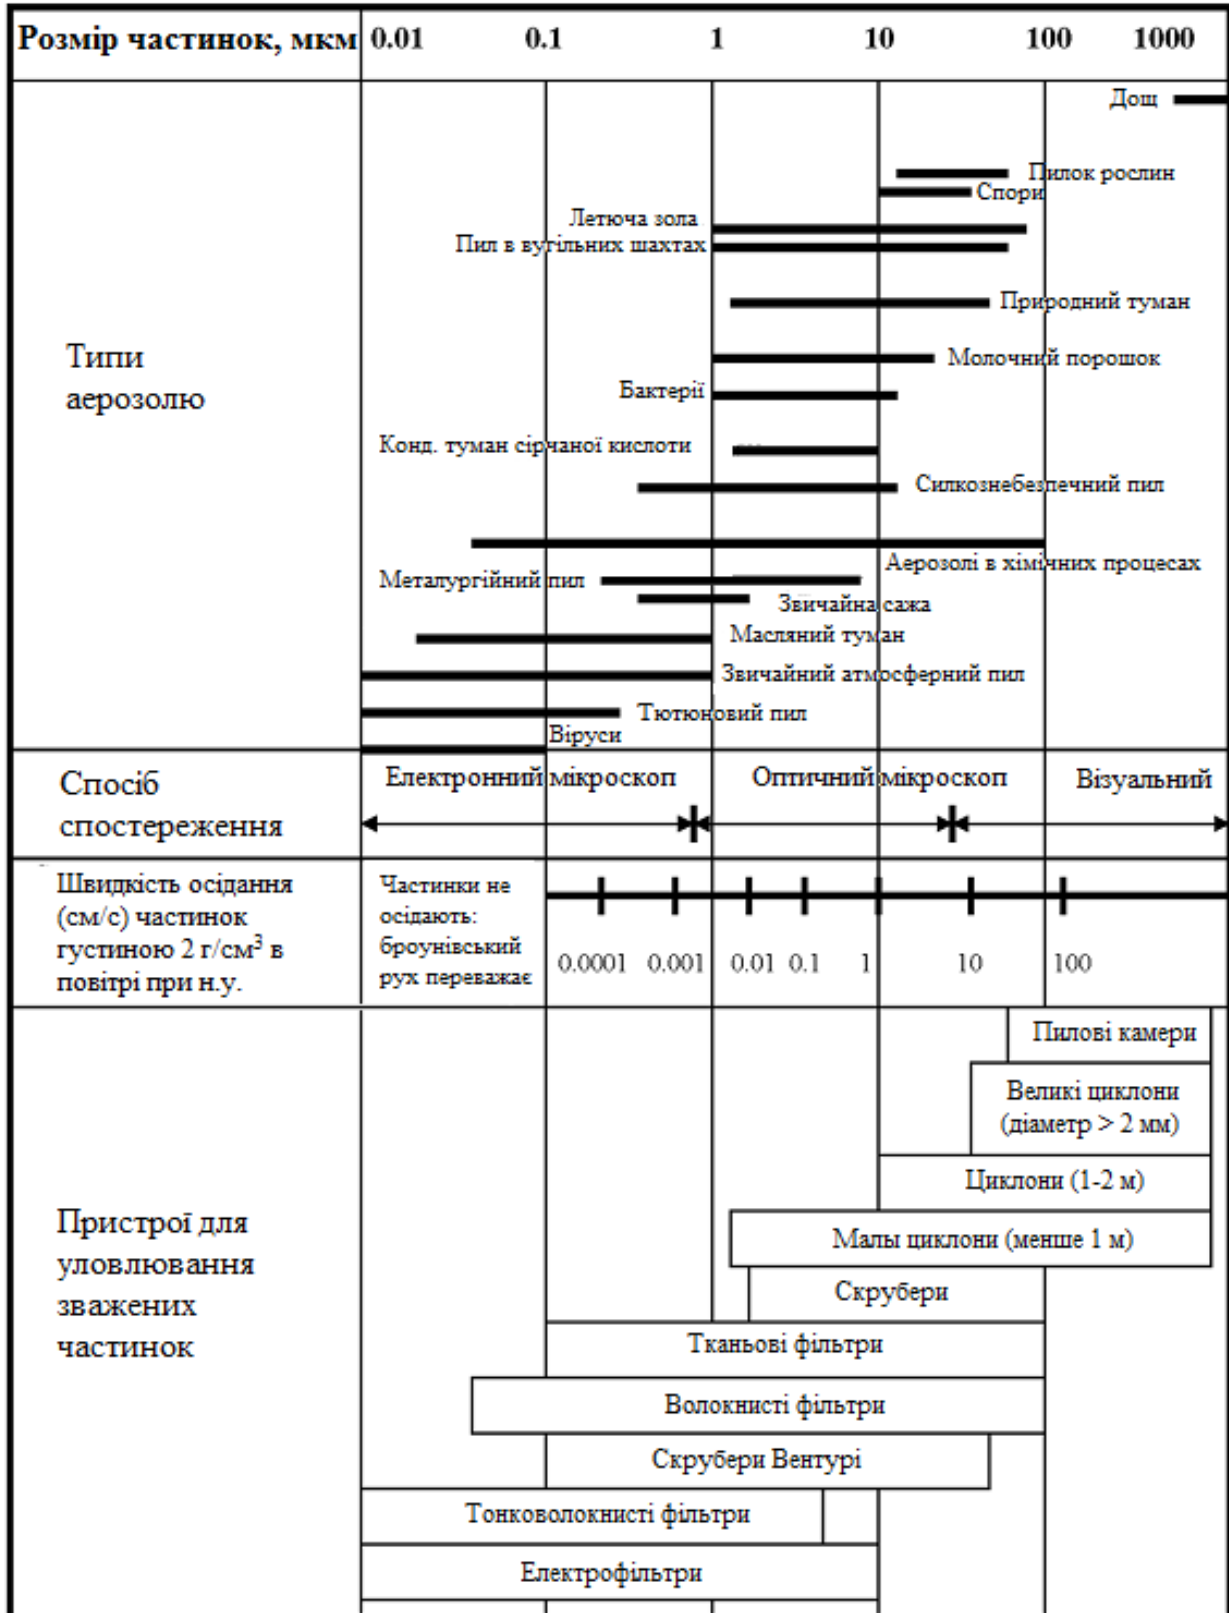 Розмір частинок, мкм 0.01 0.1 1 10 100 1000
Дощ
Пилок рослин
Спори
Летюча зола
Пил в вугільних шахтах
Природний туман
Типи
аерозолю
Молочний порошок
Бактерії
Конд. туман сірчаної кислоти
Силкознебезпечний пил
Аерозолі в хімічних процесах
Металургійний пил
Звичайна сажа
Масляний туман
Звичайний атмосферний пил
Тютюновий пил
Віруси
Спосіб
спостереження
Електронний мікроскоп
Оптичний мікроскоп
Візуальний
Швидкість осідання
(см/с) частинок
густиною 2 г/см³ в
повітрі при н.у.
Частинки не
осідають:
броунівський
рух переважає
0.0001 0.001 0.01 0.1 1 10 100
Пристрої для
уловлювання
зважених
частинок
Пилові камери
Великі циклони
(діаметр > 2 мм)
Циклони (1-2 м)
Малы циклони (менше 1 м)
Скрубери
Тканьові фільтри
Волокнисті фільтри
Скрубери Вентурі
Тонковолокнисті фільтри
Електрофільтри